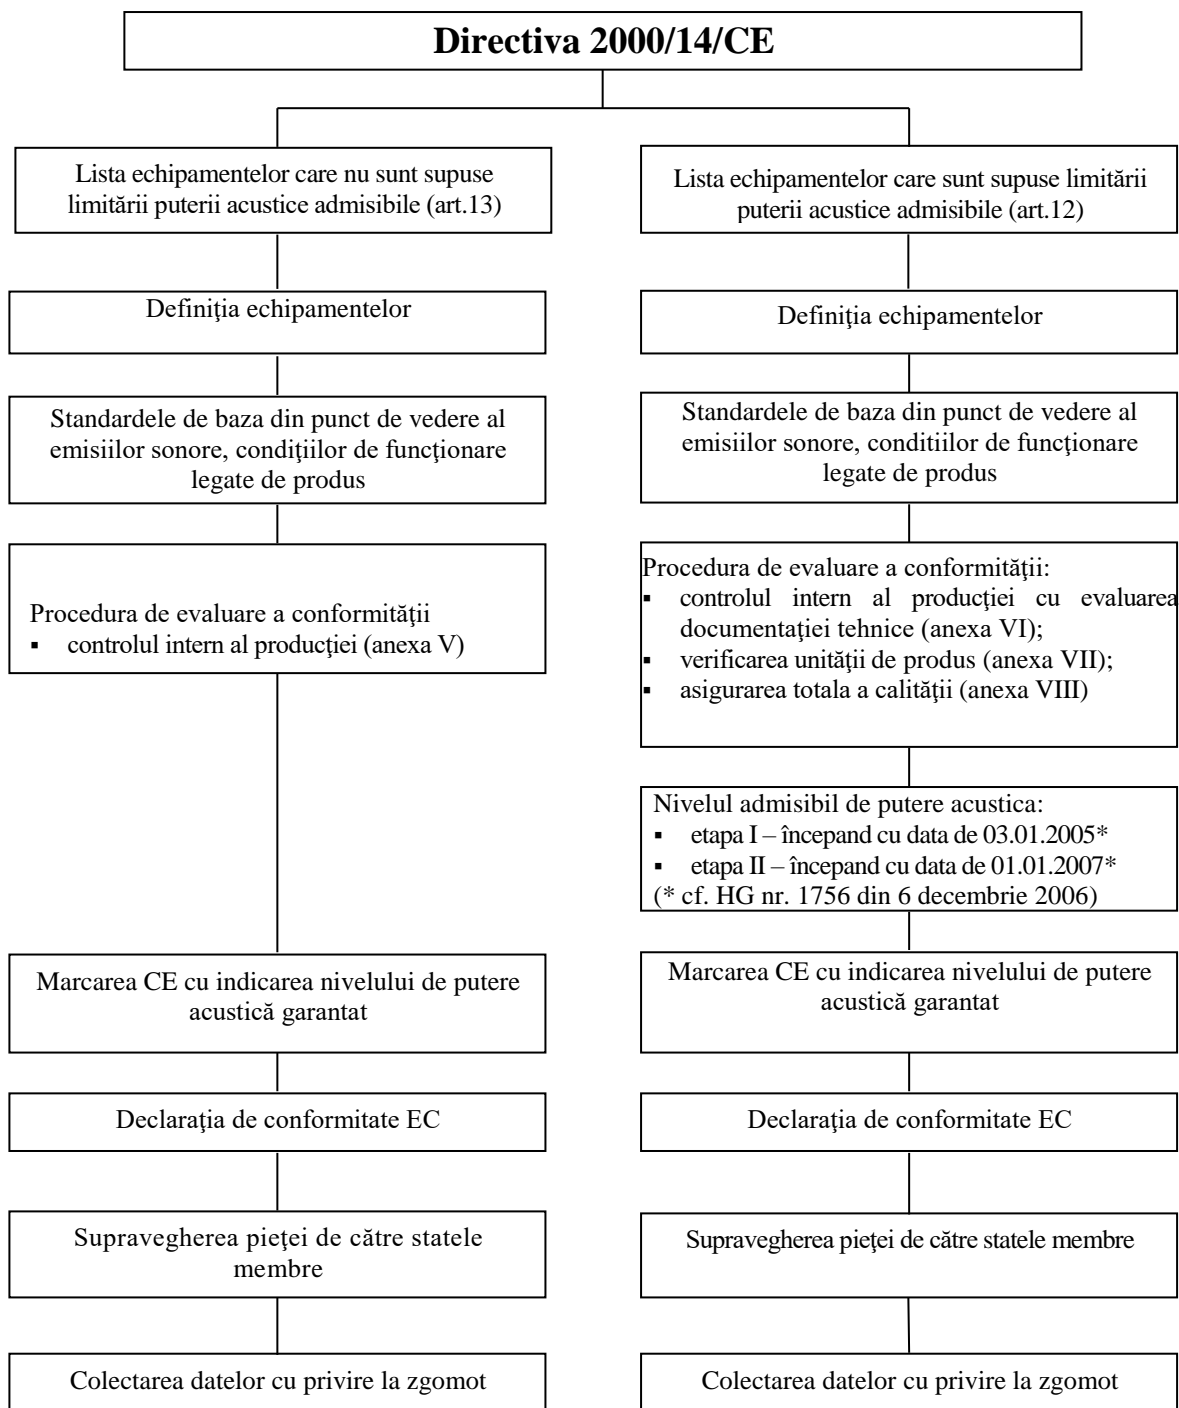 Directiva 2000/14/CE
Lista echipamentelor care nu sunt supuse
limitării puterii acustice admisibile (art.13)
Definiţia echipamentelor
Standardele de baza din punct de vedere al
emisiilor sonore, condiţiilor de funcţionare
legate de produs
Procedura de evaluare a conformităţii
▪ controlul intern al producţiei (anexa V)
Marcarea CE cu indicarea nivelului de putere
acustică garantat
Declaraţia de conformitate EC
Supravegherea pieţei de către statele
membre
Colectarea datelor cu privire la zgomot
Lista echipamentelor care sunt supuse limitării
puterii acustice admisibile (art.12)
Definiţia echipamentelor
Standardele de baza din punct de vedere al
emisiilor sonore, conditiilor de funcţionare
legate de produs
Procedura de evaluare a conformităţii:
▪ controlul intern al producţiei cu evaluarea
documentaţiei tehnice (anexa VI);
▪ verificarea unităţii de produs (anexa VII);
▪ asigurarea totala a calităţii (anexa VIII)
Nivelul admisibil de putere acustica:
▪ etapa I – începand cu data de 03.01.2005*
▪ etapa II – începand cu data de 01.01.2007*
(* cf. HG nr. 1756 din 6 decembrie 2006)
Marcarea CE cu indicarea nivelului de putere
acustică garantat
Declaraţia de conformitate EC
Supravegherea pieţei de către statele membre
Colectarea datelor cu privire la zgomot